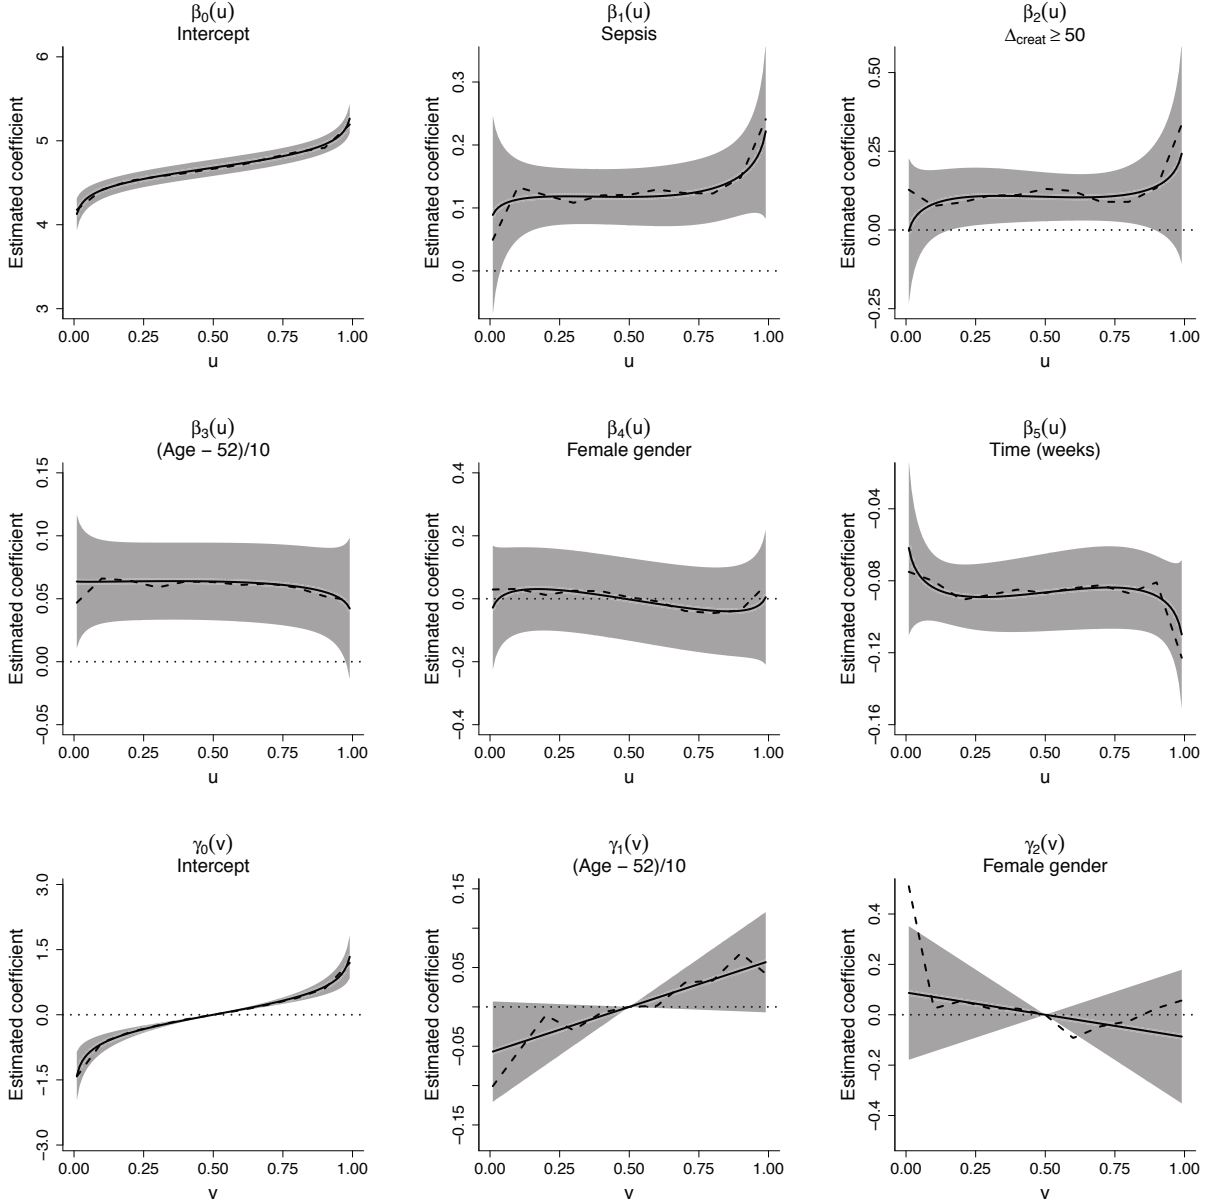 β0(u)
Intercept
Estimated coefficient
6
5
4
3
0.00 0.25 0.50 0.75 1.00
u
β1(u)
Sepsis
Estimated coefficient
0.3
0.2
0.1
0.0
0.00 0.25 0.50 0.75 1.00
u
β2(u)
Δcreat ≥ 50
Estimated coefficient
0.50
0.25
0.00
−0.25
0.00 0.25 0.50 0.75 1.00
u
β3(u)
(Age − 52)/10
Estimated coefficient
0.15
0.10
0.05
0.00
−0.05
0.00 0.25 0.50 0.75 1.00
u
β4(u)
Female gender
Estimated coefficient
0.4
0.2
0.0
−0.2
−0.4
0.00 0.25 0.50 0.75 1.00
u
β5(u)
Time (weeks)
Estimated coefficient
−0.04
−0.08
−0.12
−0.16
0.00 0.25 0.50 0.75 1.00
u
γ0(v)
Intercept
Estimated coefficient
3.0
1.5
0.0
−1.5
−3.0
0.00 0.25 0.50 0.75 1.00
v
γ1(v)
(Age − 52)/10
Estimated coefficient
0.15
0.05
−0.05
−0.15
0.00 0.25 0.50 0.75 1.00
v
γ2(v)
Female gender
Estimated coefficient
0.4
0.2
0.0
−0.2
−0.4
0.00 0.25 0.50 0.75 1.00
v